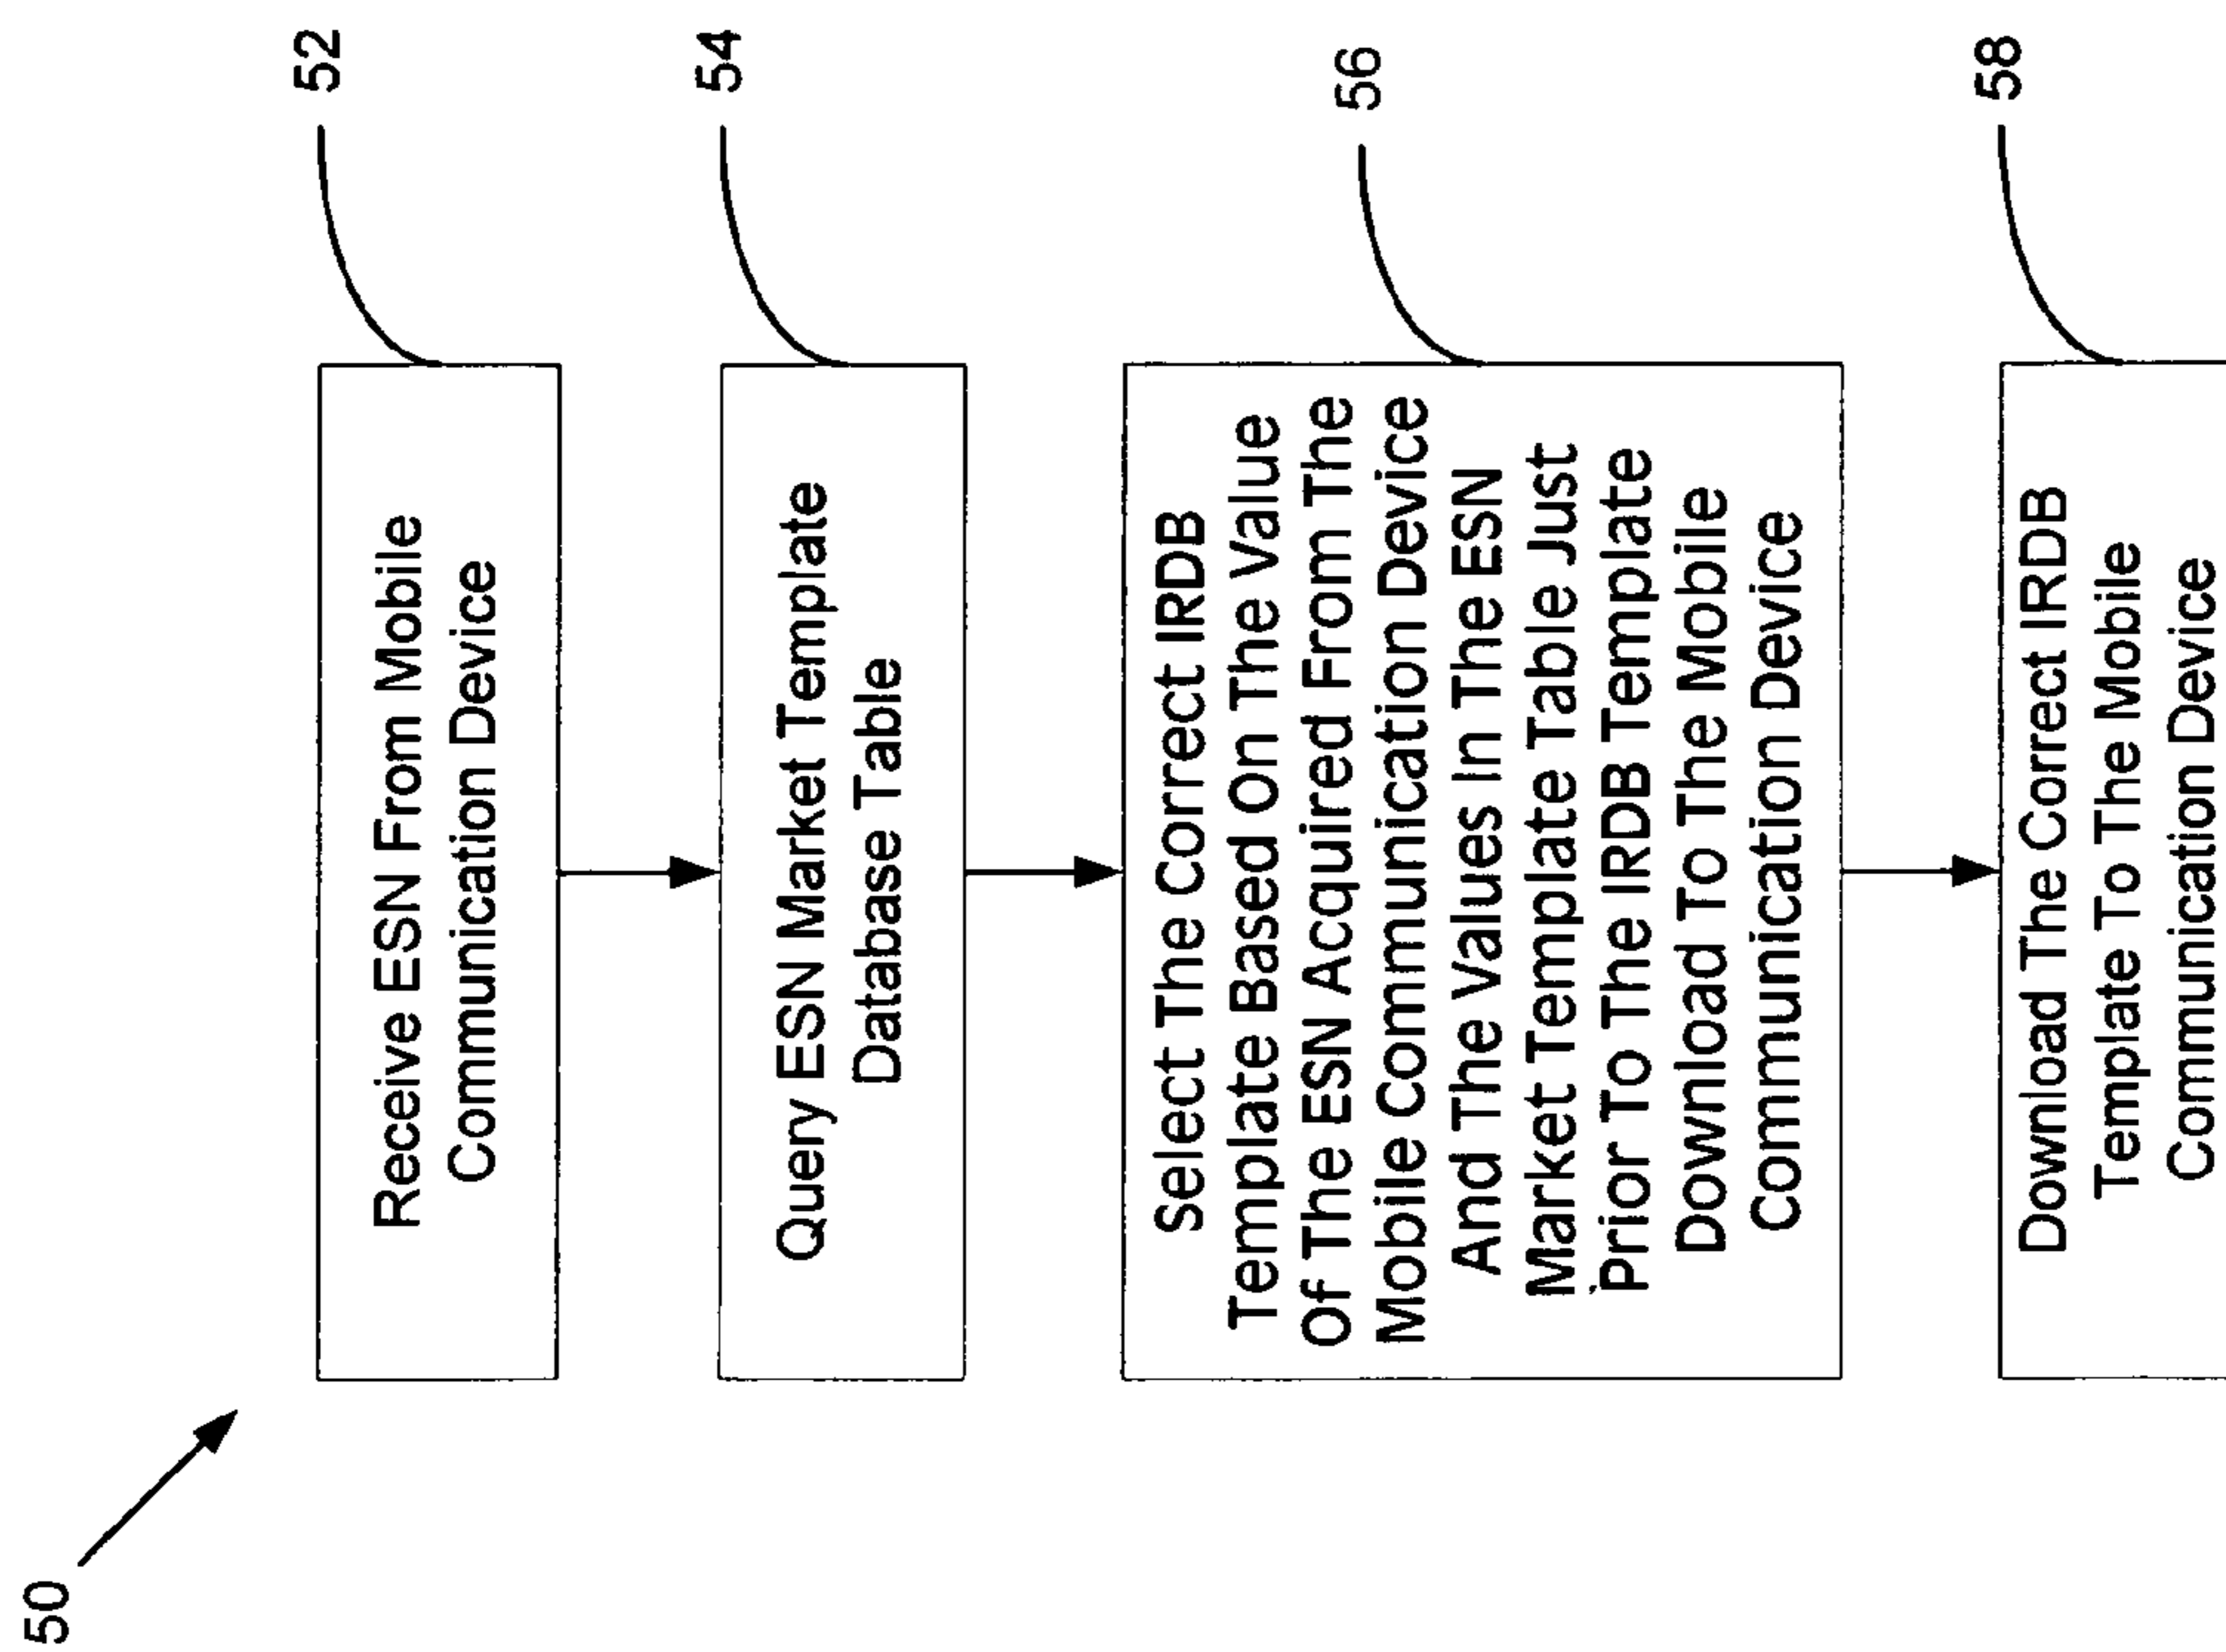 50
52
Receive ESN From Mobile
Communication Device
54
Query ESN Market Template
Database Table
56
Select The Correct IRDB
Template Based On The Value
Of The ESN Acquired From The
Mobile Communication Device
And The Values In The ESN
Market Template Table Just
Prior To The IRDB Template
Download To The Mobile
Communication Device
58
Download The Correct IRDB
Template To The Mobile
Communication Device